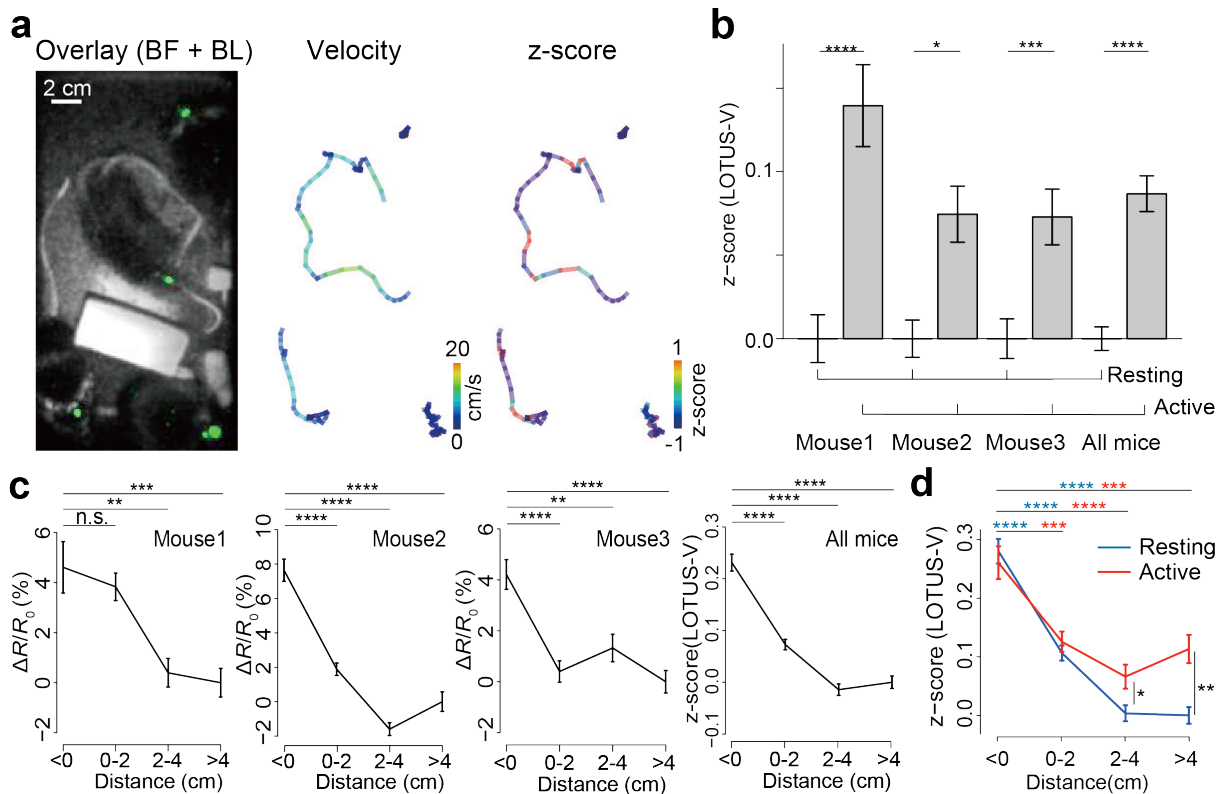 a
Overlay (BF + BL)
Velocity
z-score
2 cm
20
cm/s
0
1
z-score
-1
b
****
*
***
****
z−score (LOTUS-V)
0.1
0.0
Resting
Active
Mouse1
Mouse2
Mouse3
All mice
c
***
**
n.s.
Mouse1
ΔR/R0 (%)
6
4
2
0
−2
<0
0-2
2-4
>4
Distance (cm)
****
****
****
Mouse2
ΔR/R0 (%)
10
8
6
4
2
0
−2
<0
0-2
2-4
>4
Distance (cm)
****
**
****
Mouse3
ΔR/R0 (%)
6
4
2
0
−2
<0
0-2
2-4
>4
Distance (cm)
****
****
****
All mice
z-score(LOTUS-V)
0.3
0.2
0.1
0.0
−0.1
<0
0-2
2-4
>4
Distance (cm)
d
**** ***
**** ****
**** ***
Resting
Active
z−score (LOTUS-V)
0.3
0.2
0.1
0.0
*
**
<0
0-2
2-4
>4
Distance(cm)